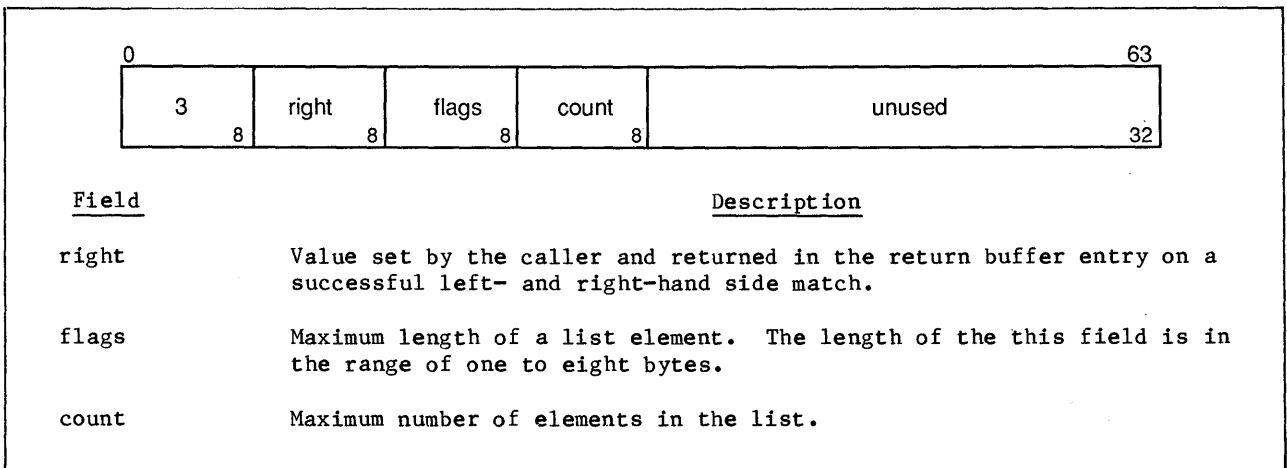 0 63
3 right flags count unused
8 8 8 8 32
Field Description
right Value set by the caller and returned in the return buffer entry on a
successful left- and right-hand side match.
flags Maximum length of a list element. The length of the this field is in
the range of one to eight bytes.
count Maximum number of elements in the list.